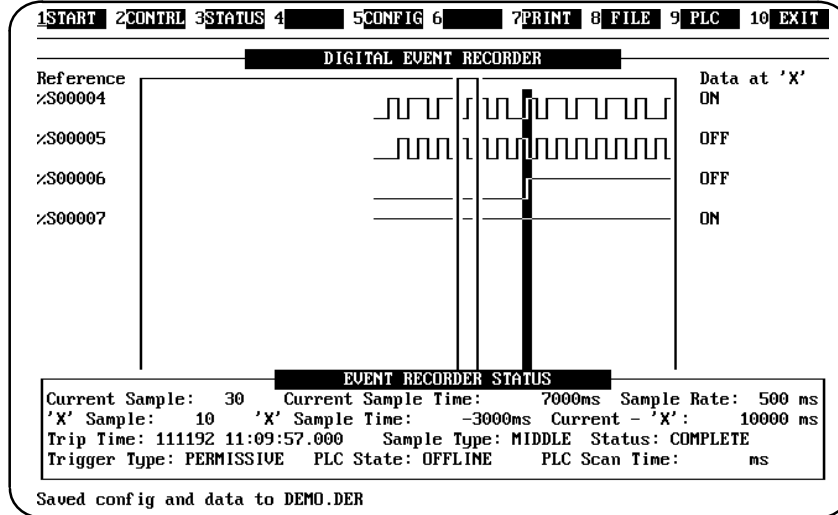 1START 2CONTRL 3STATUS 4 5CONFIG 6 7PRINT 8 FILE 9 PLC 10 EXIT
DIGITAL EVENT RECORDER
Reference Data at 'X'
%S00004 ON
%S00005 OFF
%S00006 OFF
%S00007 ON
EVENT RECORDER STATUS
Current Sample: 30 Current Sample Time: 7000ms Sample Rate: 500 ms
'X' Sample: 10 'X' Sample Time: -3000ms Current - 'X': 10000 ms
Trip Time: 111192 11:09:57.000 Sample Type: MIDDLE Status: COMPLETE
Trigger Type: PERMISSIVE PLC State: OFFLINE PLC Scan Time: ms
Saved config and data to DEMO.DER